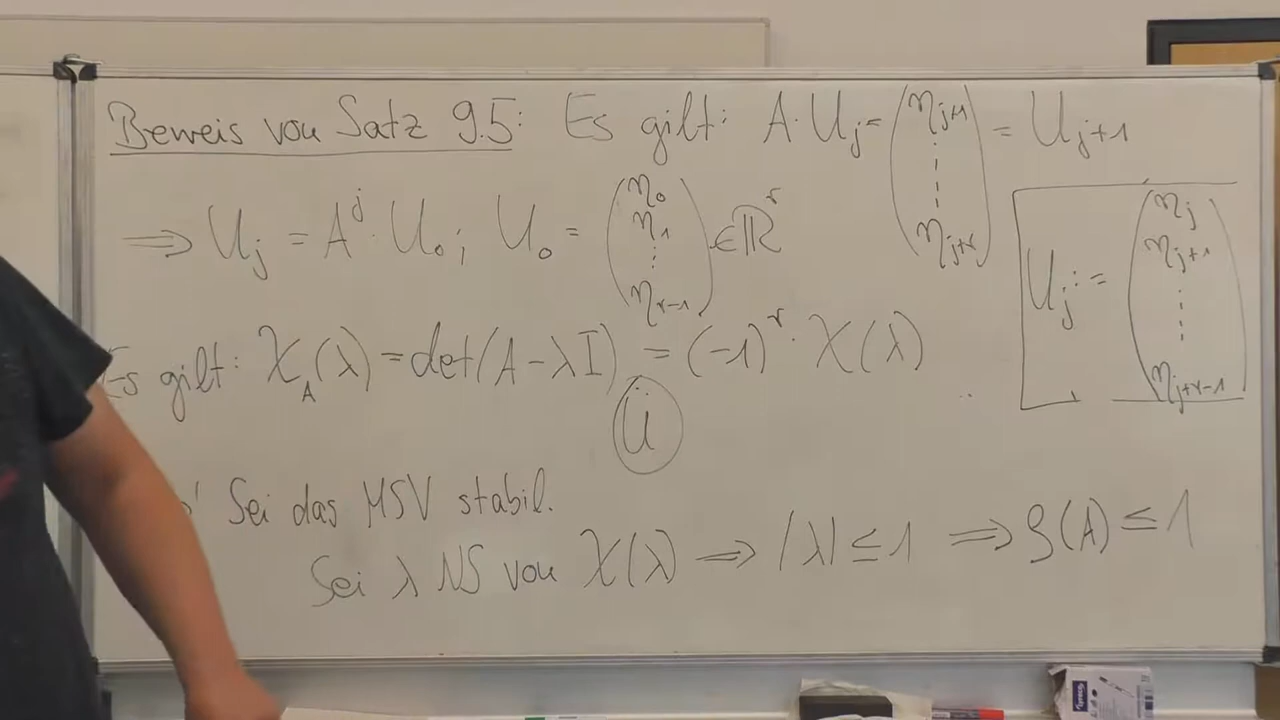 Beweis von Satz 9.5: Es gilt: A·U_j = (η_{j+1} ⋮ η_{j+r}) = U_{j+1}
⟹ U_j = A^j · U_0; U_0 = (η_0 η_1 ⋮ η_{r-1}) ∈ ℝ^r
U_j := (η_j η_{j+1} ⋮ η_{j+r-1})
Es gilt: χ_A(λ) = det(A - λI) = (-1)^r · χ(λ)
Ü
Sei das MSV stabil.
Sei λ NS von χ(λ) ⟹ |λ| ≤ 1 ⟹ ρ(A) ≤ 1